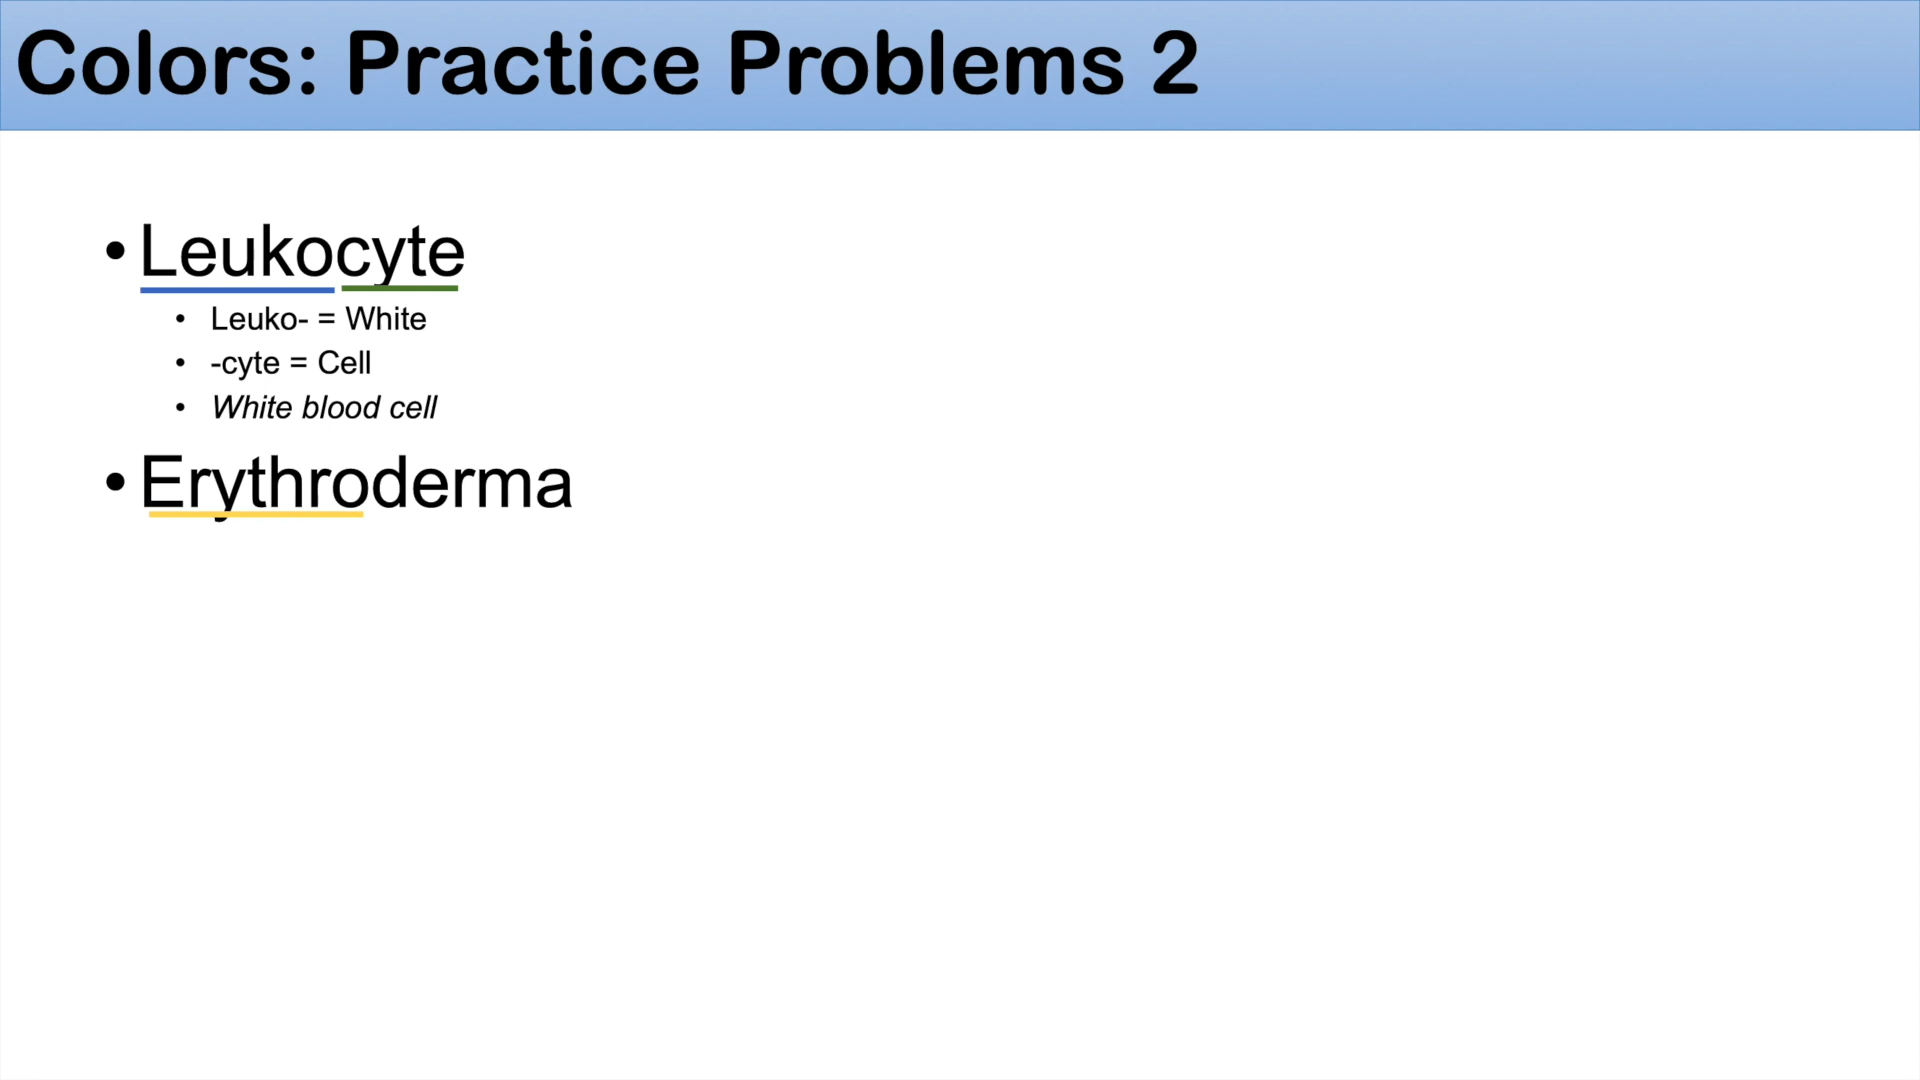 Colors: Practice Problems 2
• Leukocyte
• Leuko- = White
• -cyte = Cell
• White blood cell
• Erythroderma